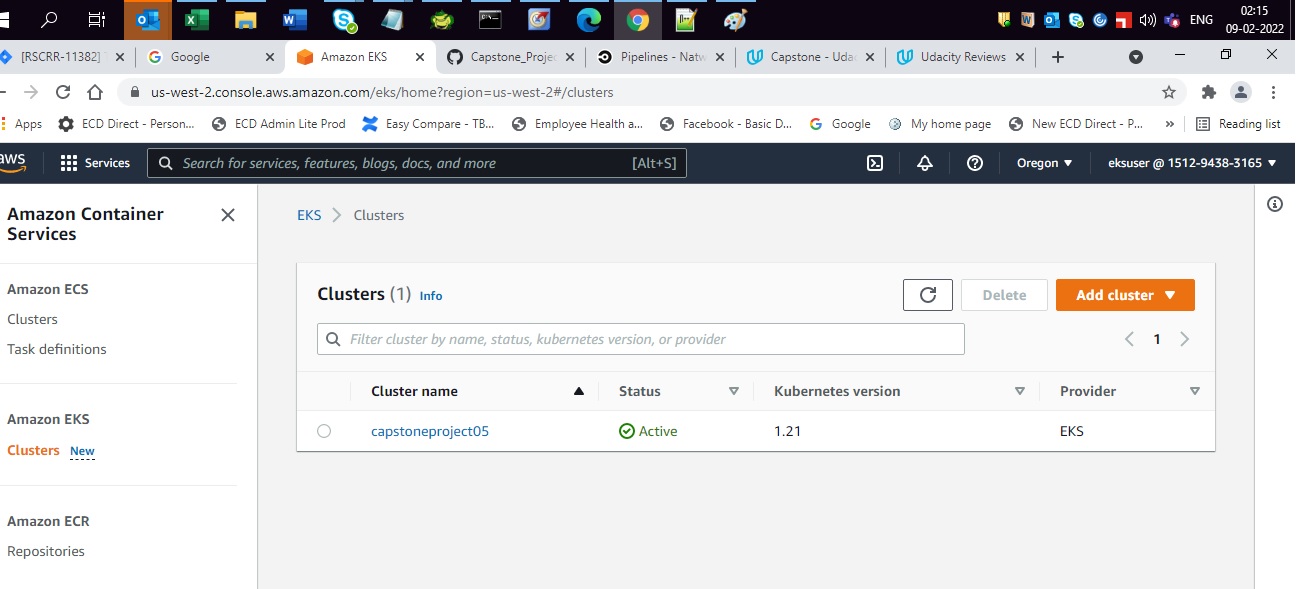 ENG
02:15
09-02-2022
[RSCRR-11382]
Google
Amazon EKS
Capstone_Projec
Pipelines - Natw
Capstone - Udac
Udacity Reviews
us-west-2.console.aws.amazon.com/eks/home?region=us-west-2#/clusters
Apps
ECD Direct - Person...
ECD Admin Lite Prod
Easy Compare - TB...
Employee Health a...
Facebook - Basic D...
Google
My home page
New ECD Direct - P...
»
Reading list
aws
Services
Search for services, features, blogs, docs, and more
[Alt+S]
Oregon
eksuser @ 1512-9438-3165
Amazon Container
Services
Amazon ECS
Clusters
Task definitions
Amazon EKS
Clusters New
Amazon ECR
Repositories
EKS
Clusters
Clusters (1) Info
Delete
Add cluster
Filter cluster by name, status, kubernetes version, or provider
1
Cluster name
Status
Kubernetes version
Provider
capstoneproject05
Active
1.21
EKS